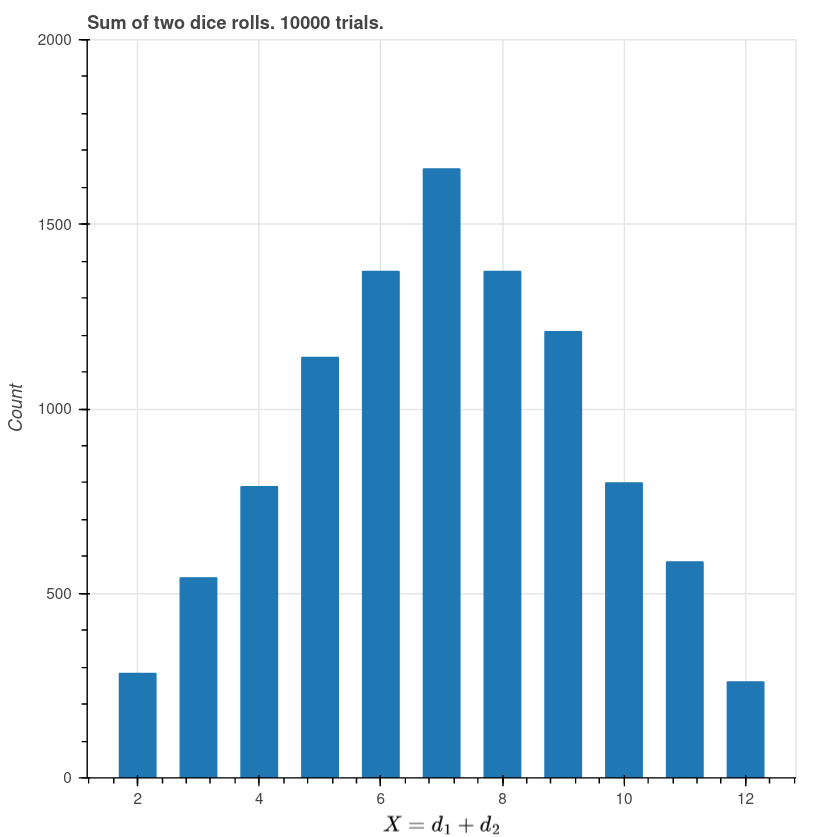 Sum of two dice rolls. 10000 trials.
2000
1500
1000
500
0
Count
2 4 6 8 10 12
X = d₁ + d₂